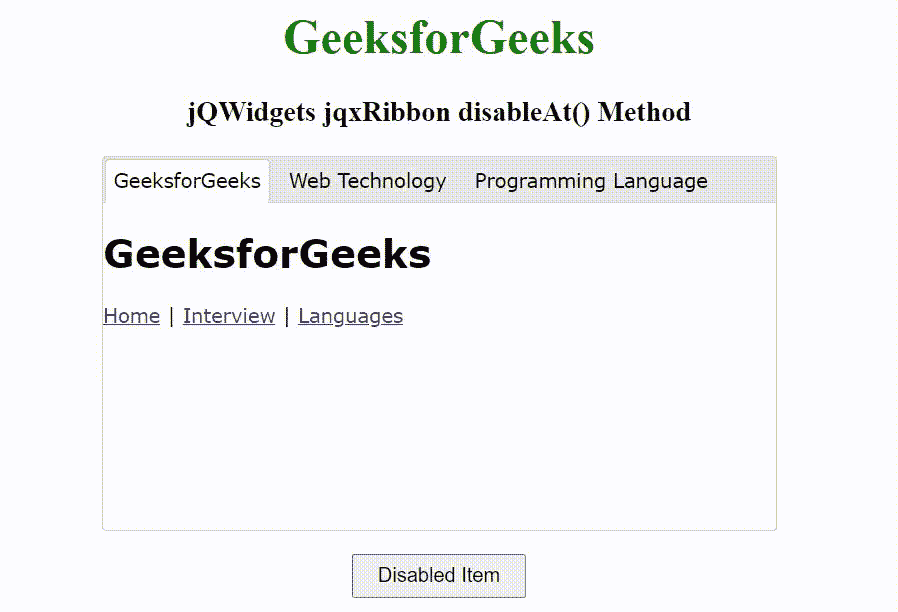 GeeksforGeeks
jQWidgets jqxRibbon disableAt() Method
GeeksforGeeks Web Technology Programming Language
GeeksforGeeks
Home | Interview | Languages
Disabled Item